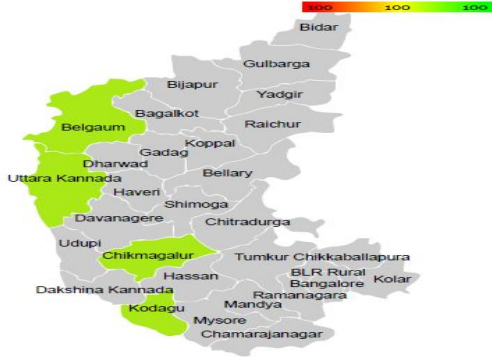 100 100 100
Bidar
Gulbarga
Bijapur
Yadgir
Bagalkot
Raichur
Belgaum
Koppal
Gadag
Dharwad
Bellary
Uttara Kannada
Haveri
Shimoga
Davanagere
Chitradurga
Udupi
Chikmagalur
Tumkur Chikkaballapura
Hassan
BLR Rural
Kolar
Bangalore
Dakshina Kannada
Ramanagara
Kodagu
Mandya
Mysore
Chamarajanagar